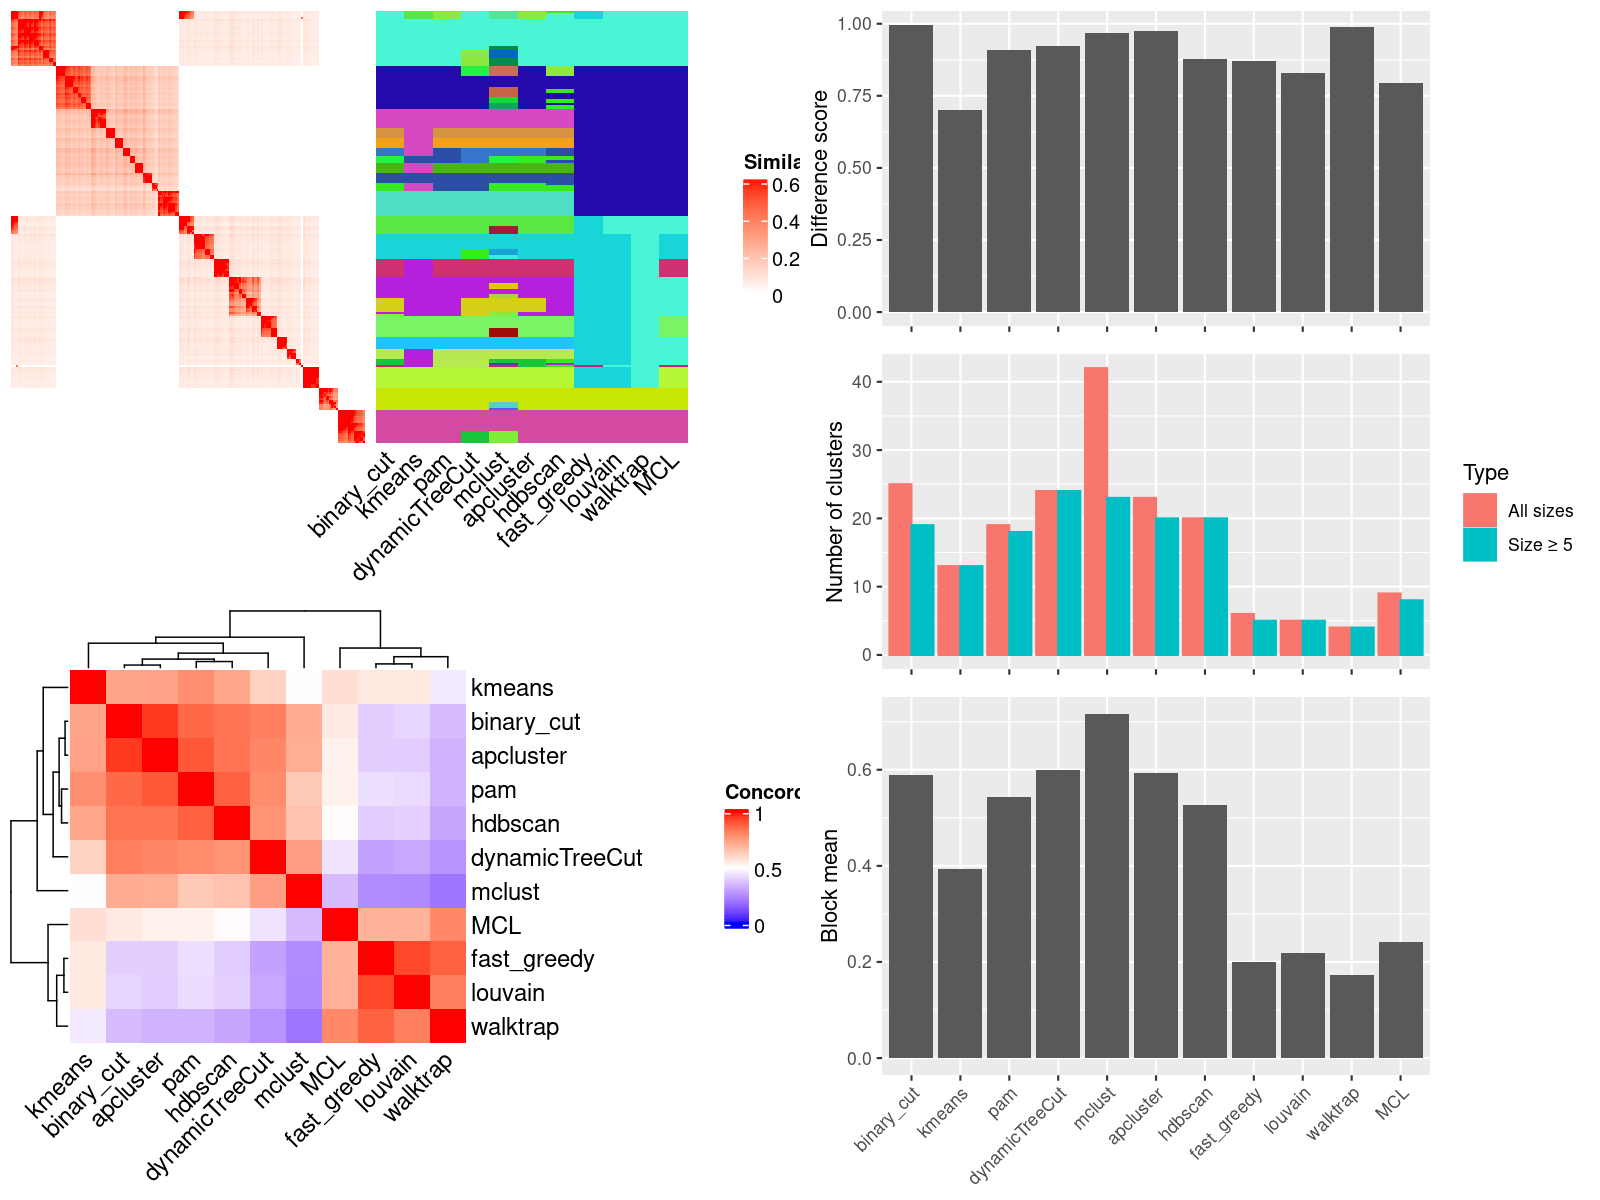 Simila
0.6
0.4
0.2
0
binary_cut
kmeans
pam
dynamicTreeCut
mclust
apcluster
hdbscan
fast_greedy
louvain
walktrap
MCL
Difference score
1.00
0.75
0.50
0.25
0.00
Number of clusters
40
30
20
10
0
Type
All sizes
Size ≥ 5
kmeans
binary_cut
apcluster
pam
hdbscan
dynamicTreeCut
mclust
MCL
fast_greedy
louvain
walktrap
kmeans
binary_cut
apcluster
pam
hdbscan
dynamicTreeCut
mclust
MCL
fast_greedy
louvain
walktrap
Concord
1
0.5
0
Block mean
0.6
0.4
0.2
0.0
binary_cut
kmeans
pam
dynamicTreeCut
mclust
apcluster
hdbscan
fast_greedy
louvain
walktrap
MCL